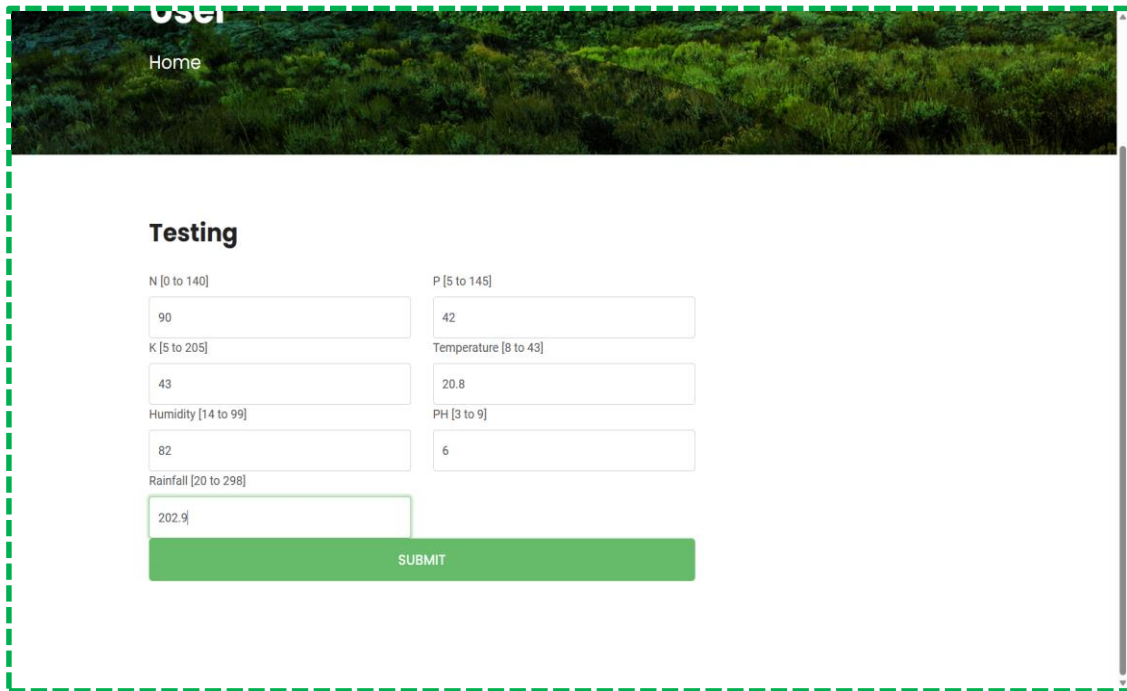 User
Home
Testing
N [0 to 140] P [5 to 145]
90 42
K [5 to 205] Temperature [8 to 43]
43 20.8
Humidity [14 to 99] PH [3 to 9]
82 6
Rainfall [20 to 298]
202.9
SUBMIT